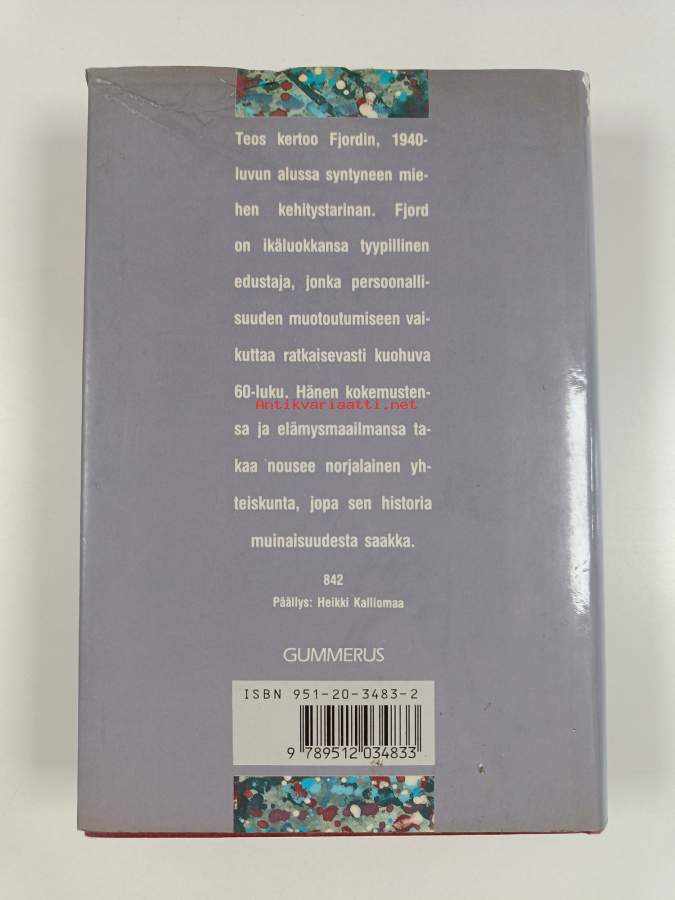 Teos kertoo Fjordin, 1940-
luvun alussa syntyneen mie-
hen kehitystarinan. Fjord
on ikäluokkansa tyypillinen
edustaja, jonka persoonalli-
suuden muotoutumiseen vai-
kuttaa ratkaisevasti kuohuva
60-luku. Hänen kokemusten-
Antikvariaatti.net
sa ja elämysmaailmansa ta-
kaa nousee norjalainen yh-
teiskunta, jopa sen historia
muinaisuudesta saakka.
842
Päällys: Heikki Kalliomaa
GUMMERUS
ISBN 951-20-3483-2
9 789512 034833